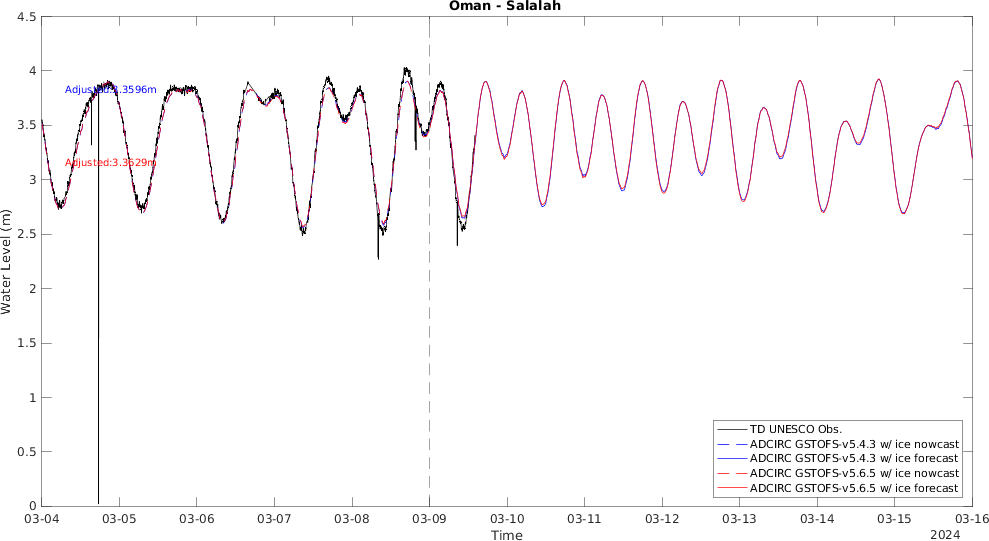 Oman - Salalah
4.5
4
3.5
3
2.5
2
1.5
1
0.5
0
Water Level (m)
Adjusted:3.3596m
Adjusted:3.3529m
TD UNESCO Obs.
ADCIRC GSTOFS-v5.4.3 w/ ice nowcast
ADCIRC GSTOFS-v5.4.3 w/ ice forecast
ADCIRC GSTOFS-v5.6.5 w/ ice nowcast
ADCIRC GSTOFS-v5.6.5 w/ ice forecast
03-04 03-05 03-06 03-07 03-08 03-09 03-10 03-11 03-12 03-13 03-14 03-15 03-16
Time
2024